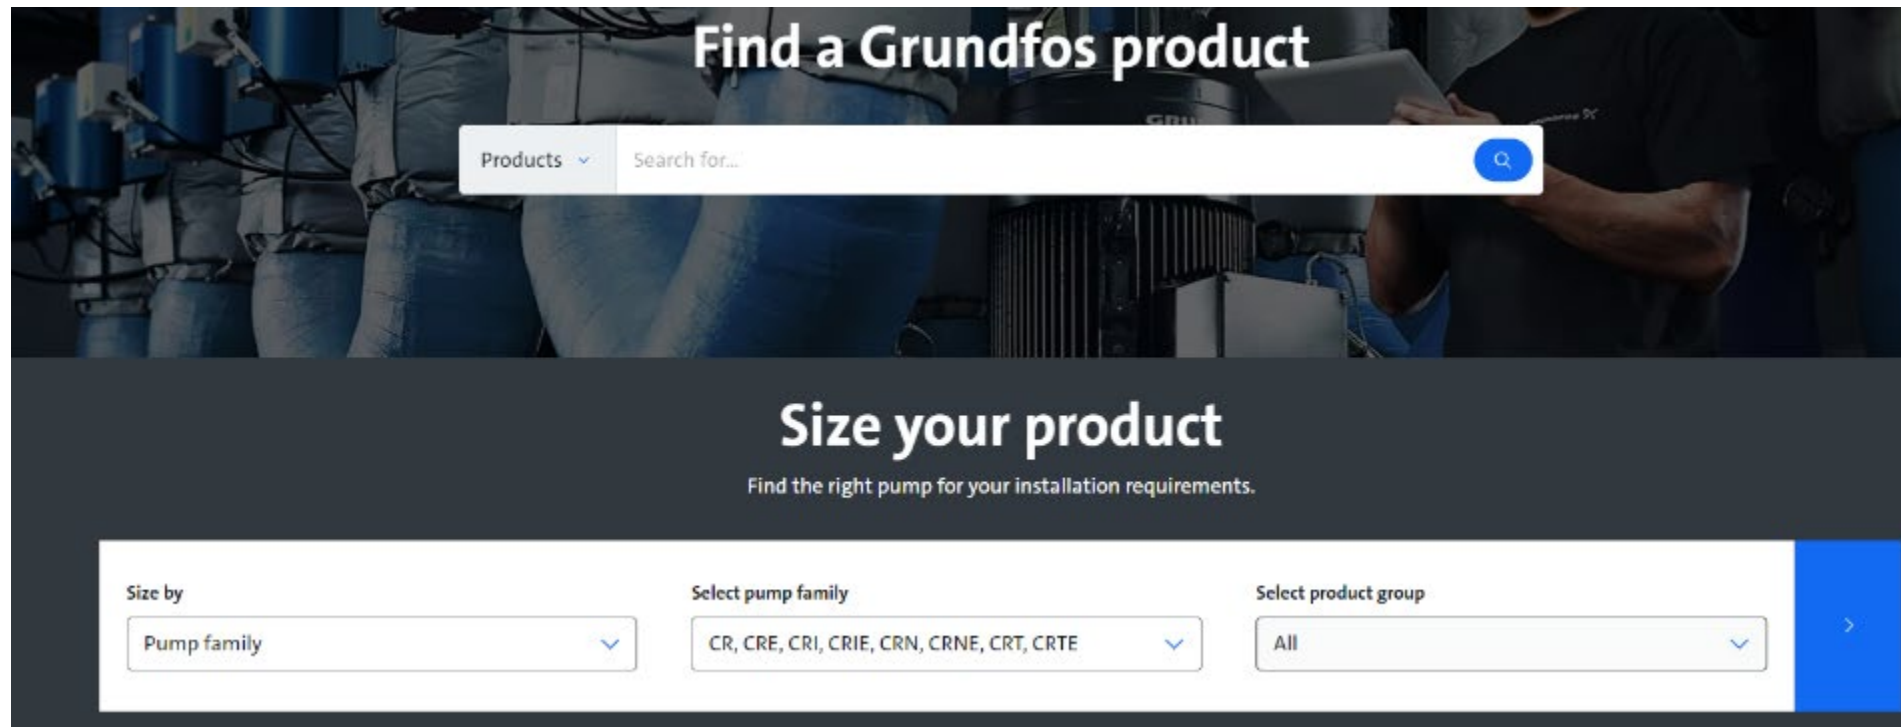 Find a Grundfos product
GRU
Products
Search for...
Size your product
Find the right pump for your installation requirements.
Size by
Select pump family
Select product group
Pump family
CR, CRE, CRI, CRIE, CRN, CRNE, CRT, CRTE
All